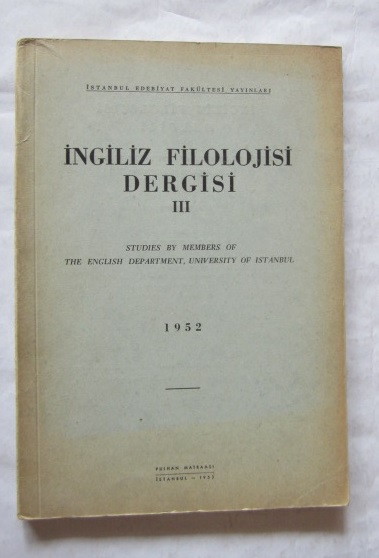 İSTANBUL EDEBİYAT FAKÜLTESİ YAYINLARI
İNGİLİZ FİLOLOJİSİ
DERGİSİ
III
STUDIES BY MEMBERS OF
THE ENGLISH DEPARTMENT, UNIVERSITY OF ISTANBUL
1952
MATBAASI
İSTANBUL – 1952